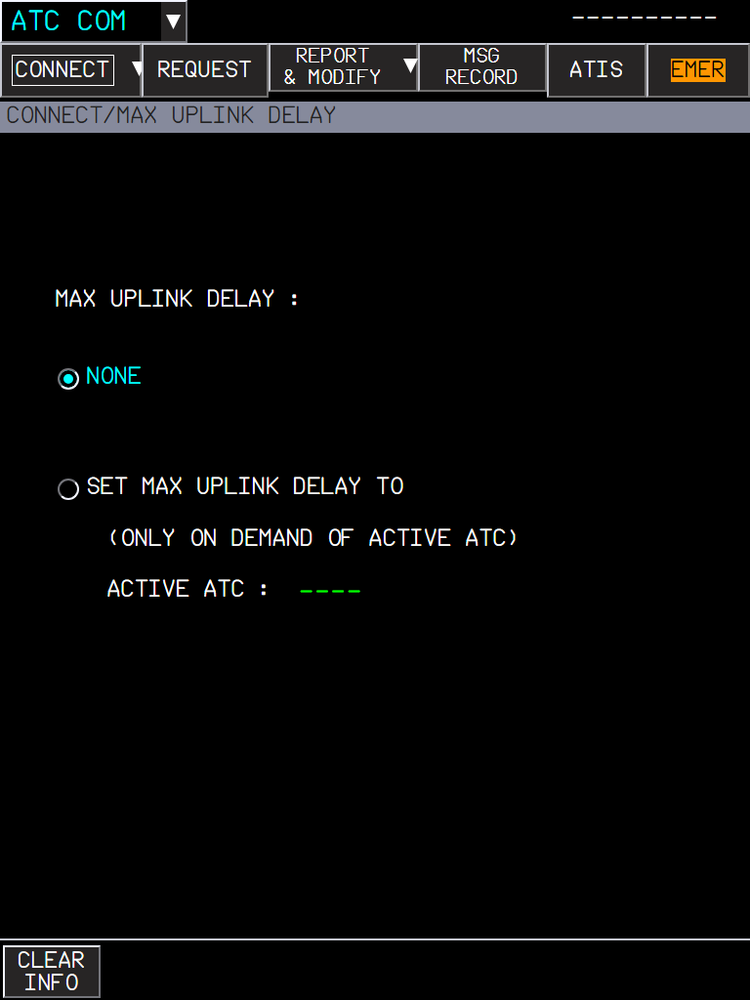 ATC COM ▼ ----------
CONNECT ▼ REQUEST REPORT & MODIFY ▼ MSG RECORD ATIS EMER
CONNECT/MAX UPLINK DELAY
MAX UPLINK DELAY :
NONE
SET MAX UPLINK DELAY TO
(ONLY ON DEMAND OF ACTIVE ATC)
ACTIVE ATC : ----
CLEAR
INFO